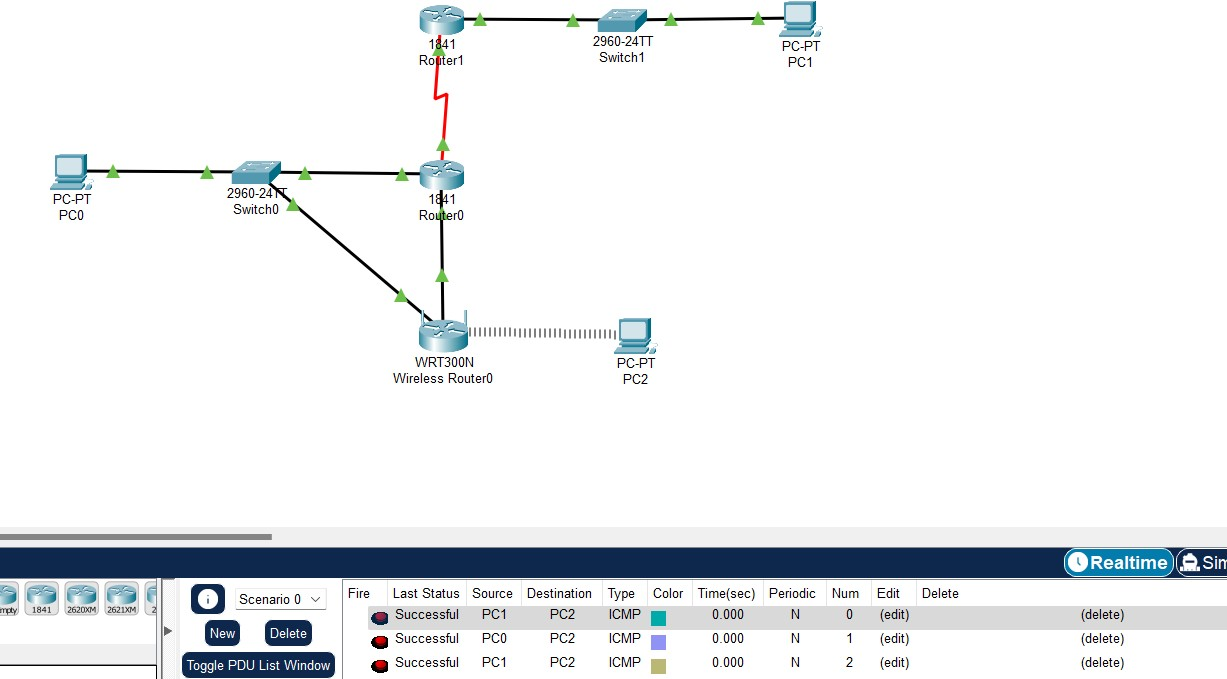 1841
Router1
2960-24TT
Switch1
PC-PT
PC1
PC-PT
PC0
2960-24TT
Switch0
1841
Router0
WRT300N
Wireless Router0
PC-PT
PC2
Realtime
1841
2620XM
2621XM
Scenario 0
New
Delete
Toggle PDU List Window
Fire Last Status Source Destination Type Color Time(sec) Periodic Num Edit Delete
Successful PC1 PC2 ICMP 0.000 N 0 (edit) (delete)
Successful PC0 PC2 ICMP 0.000 N 1 (edit) (delete)
Successful PC1 PC2 ICMP 0.000 N 2 (edit) (delete)